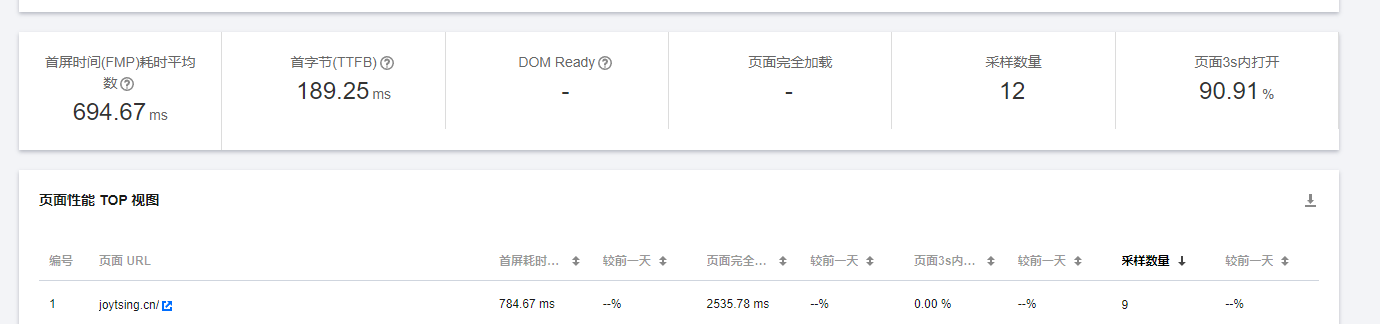 首屏时间(FMP)耗时平均
数
694.67 ms
首字节(TTFB)
189.25 ms
DOM Ready
-
页面完全加载
-
采样数量
12
页面3s内打开
90.91 %
页面性能 TOP 视图
编号 页面 URL 首屏耗时... 较前一天 页面完全... 较前一天 页面3s内... 较前一天 采样数量 较前一天
1 joytsing.cn/ 784.67 ms --% 2535.78 ms --% 0.00 % --% 9 --%